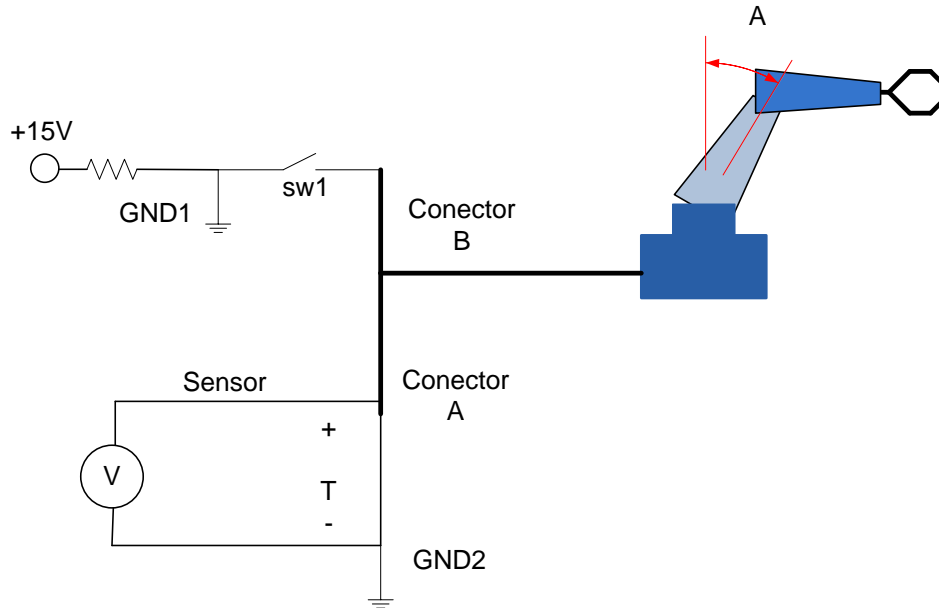 A
+15V
sw1
GND1
Conector
B
Sensor
Conector
A
+
V
T
-
GND2